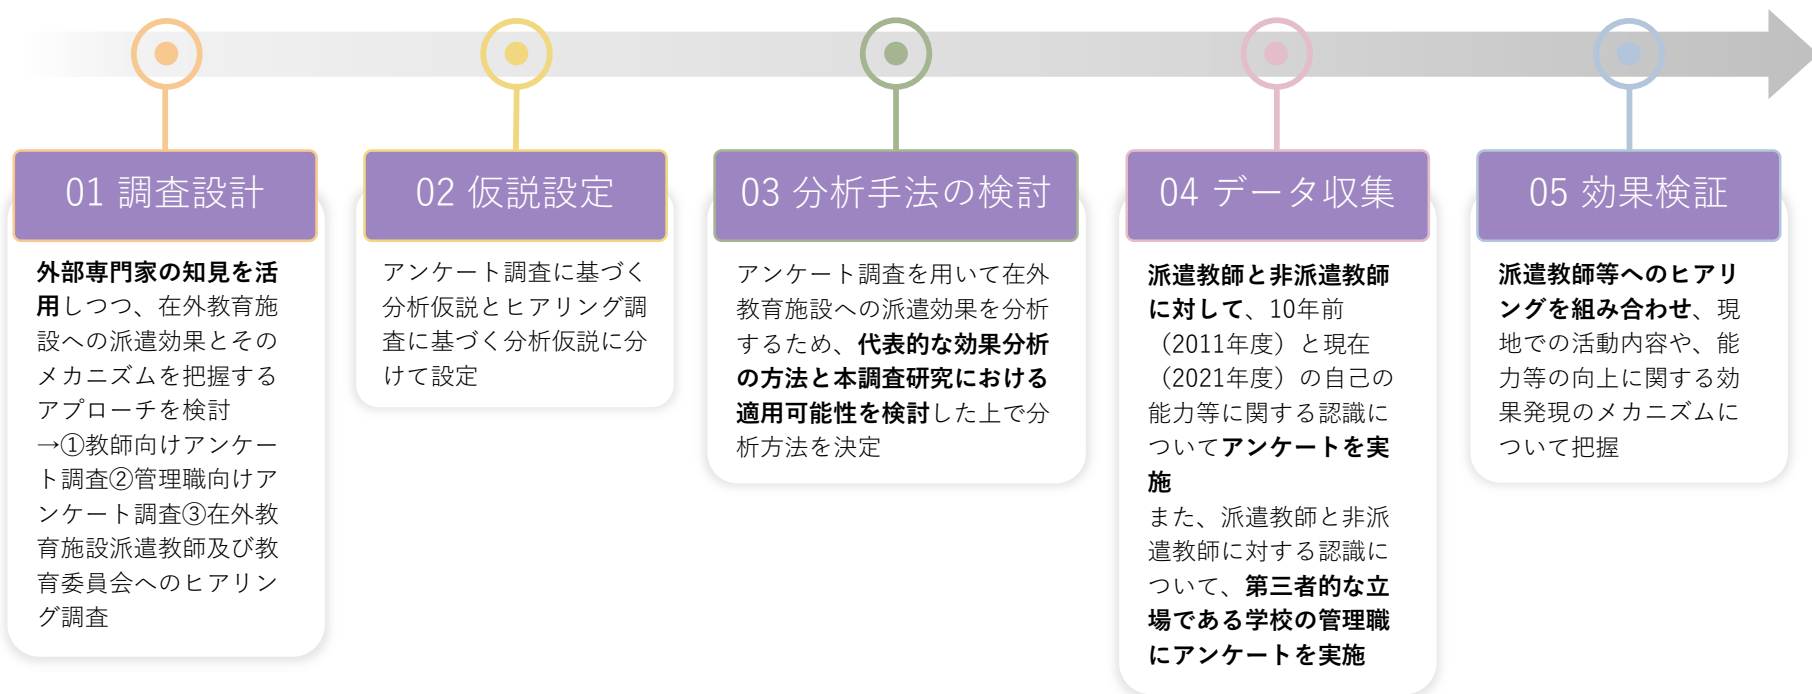 01 調査設計
外部専門家の知見を活
用しつつ、在外教育施
設への派遣効果とその
メカニズムを把握する
アプローチを検討
→①教師向けアンケー
ト調査②管理職向けア
ンケート調査③在外教
育施設派遣教師及び教
育委員会へのヒアリン
グ調査
02 仮説設定
アンケート調査に基づく
分析仮説とヒアリング調
査に基づく分析仮説に分
けて設定
03 分析手法の検討
アンケート調査を用いて在外
教育施設への派遣効果を分析
するため、代表的な効果分析
の方法と本調査研究における
適用可能性を検討した上で分
析方法を決定
04 データ収集
派遣教師と非派遣教師
に対して、10年前
（2011年度）と現在
（2021年度）の自己の
能力等に関する認識に
ついてアンケートを実
施
また、派遣教師と非派
遣教師に対する認識に
ついて、第三者的な立
場である学校の管理職
にアンケートを実施
05 効果検証
派遣教師等へのヒアリ
ングを組み合わせ、現
地での活動内容や、能
力等の向上に関する効
果発現のメカニズムに
ついて把握